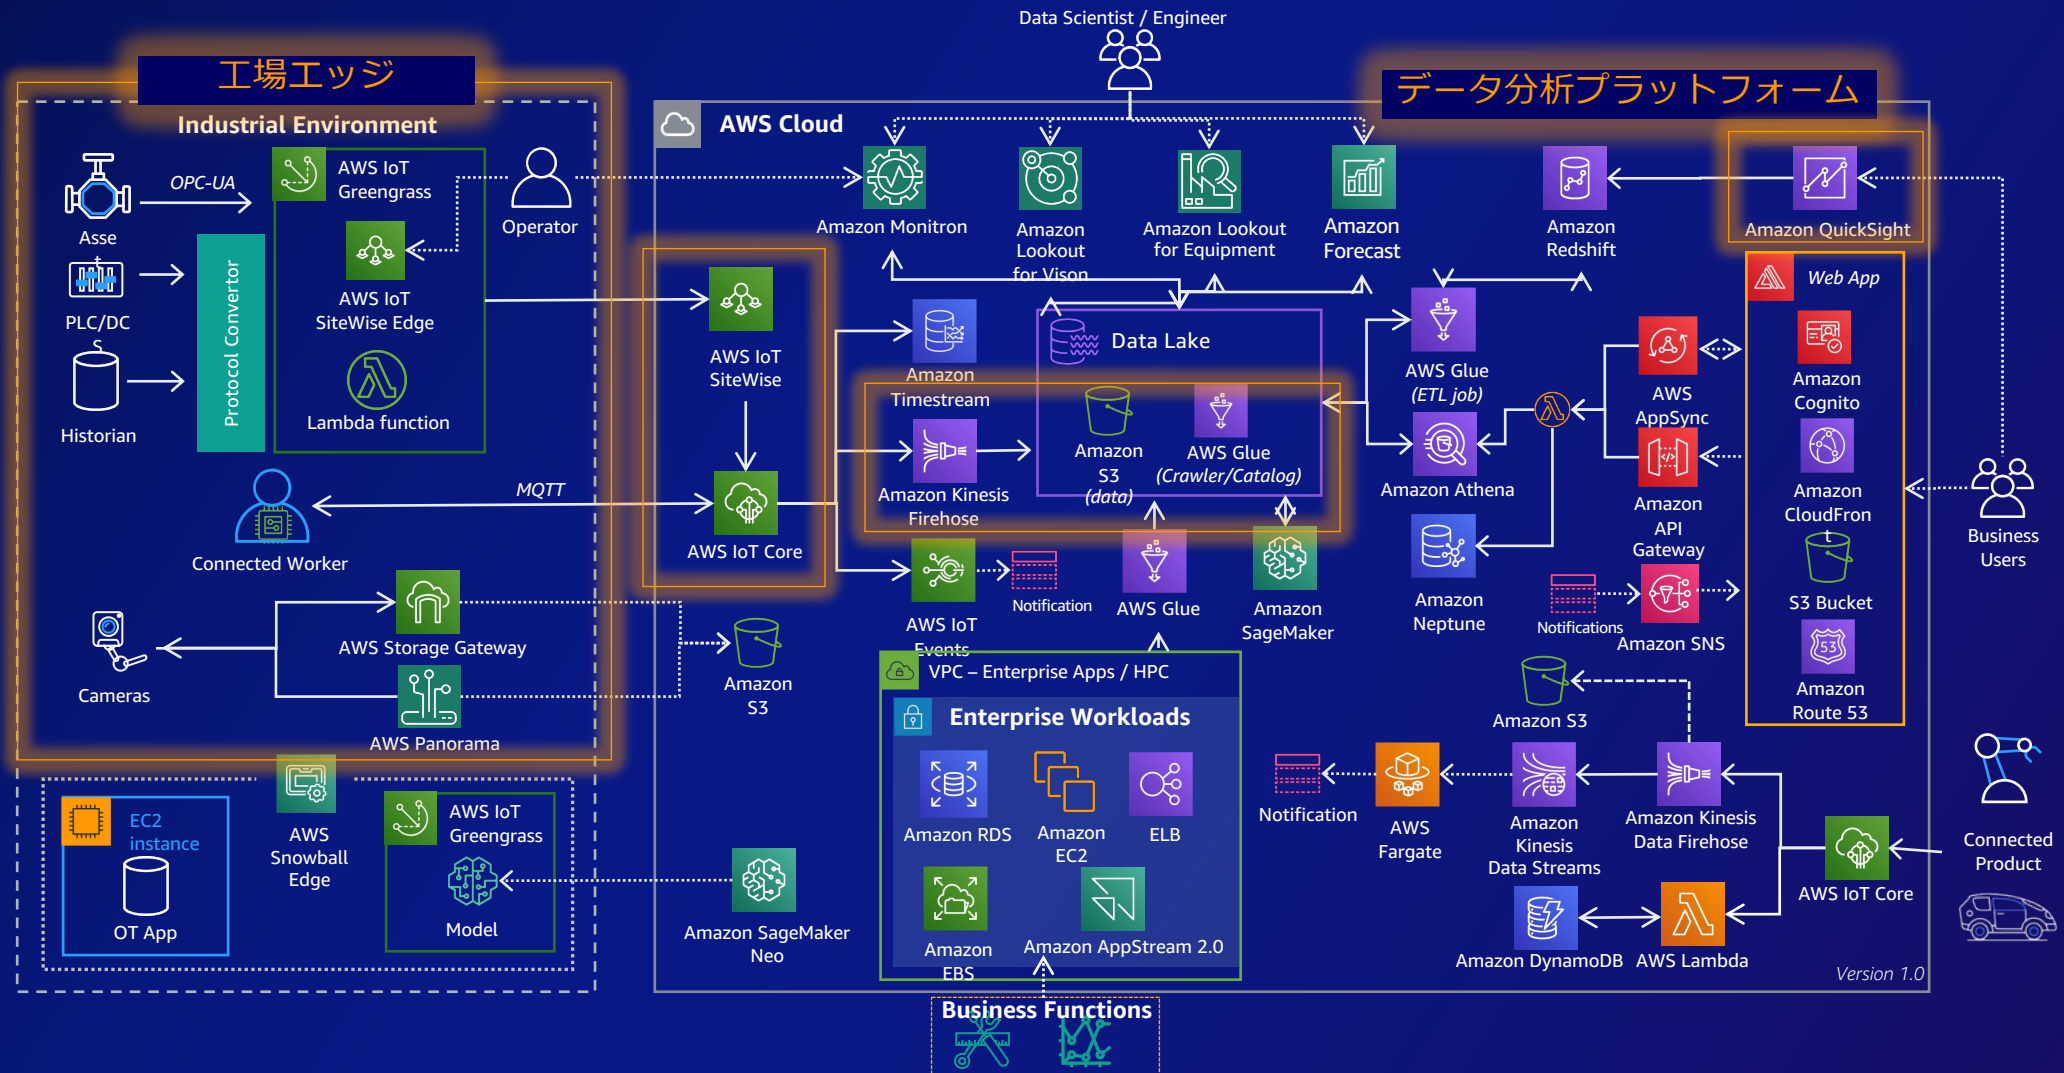 Data Scientist / Engineer
工場エッジ
データ分析プラットフォーム
Industrial Environment
AWS Cloud
OPC-UA
AWS IoT
Greengrass
Operator
Asse
t
AWS IoT
SiteWise Edge
PLC/DC
S
Protocol Convertor
Lambda function
Historian
MQTT
Connected Worker
AWS Storage Gateway
Cameras
AWS Panorama
EC2
instance
OT App
AWS
Snowball
Edge
AWS IoT
Greengrass
Model
Amazon Monitron
Amazon
Lookout
for Vison
Amazon Lookout
for Equipment
Amazon
Forecast
Amazon
Redshift
Amazon QuickSight
AWS IoT
SiteWise
AWS IoT Core
Amazon
Timestream
Amazon Kinesis
Firehose
AWS IoT
Events
Notification
Data Lake
Amazon
S3
(data)
AWS Glue
(Crawler/Catalog)
AWS Glue
Amazon
SageMaker
AWS Glue
(ETL job)
Amazon Athena
Amazon
Neptune
AWS
AppSync
Amazon
API
Gateway
Notifications
Amazon SNS
Web App
Amazon
Cognito
Amazon
CloudFron
t
S3 Bucket
53
Amazon
Route 53
Business
Users
Amazon
S3
VPC – Enterprise Apps / HPC
Enterprise Workloads
Amazon RDS
Amazon
EC2
ELB
Amazon
EBS
Amazon AppStream 2.0
Amazon SageMaker
Neo
Amazon S3
Notification
AWS
Fargate
Amazon
Kinesis
Data Streams
Amazon Kinesis
Data Firehose
AWS IoT Core
Connected
Product
Amazon DynamoDB
AWS Lambda
Version 1.0
Business Functions